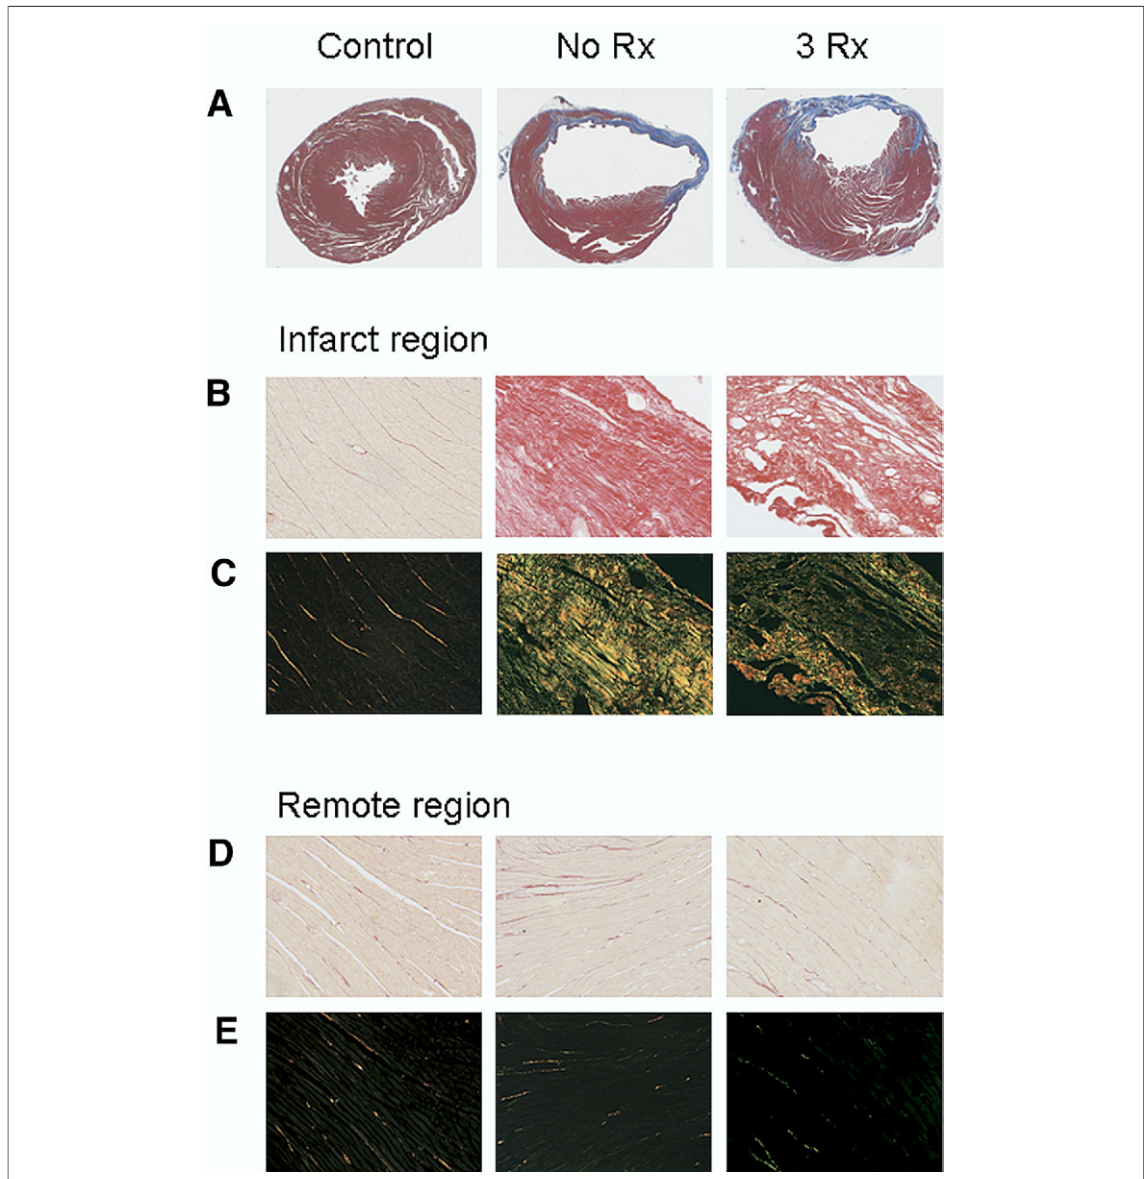 Control No Rx 3 Rx
A
Infarct region
B
C
Remote region
D
E